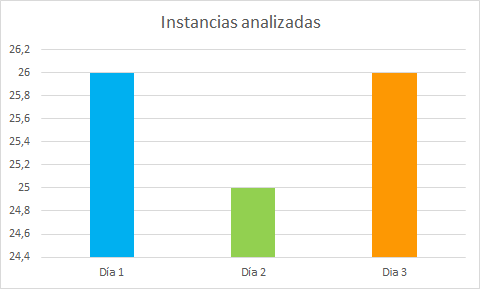 Instancias analizadas
26,2
26
25,8
25,6
25,4
25,2
25
24,8
24,6
24,4
Día 1
Día 2
Dia 3